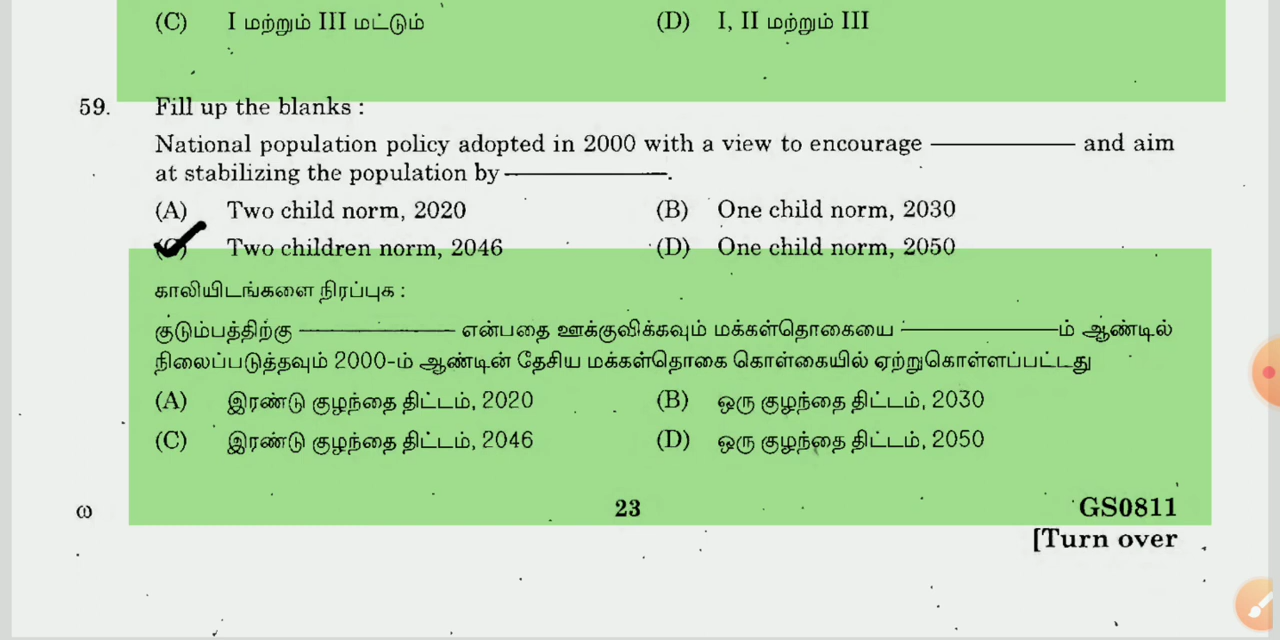 (C) I மற்றும் III மட்டும் (D) I, II மற்றும் III
59. Fill up the blanks :
National population policy adopted in 2000 with a view to encourage ———— and aim
at stabilizing the population by ————.
(A) Two child norm, 2020 (B) One child norm, 2030
(C) Two children norm, 2046 (D) One child norm, 2050
காலியிடங்களை நிரப்புக :
குடும்பத்திற்கு ———— என்பதை ஊக்குவிக்கவும் மக்கள்தொகையை ————ம் ஆண்டில்
நிலைப்படுத்தவும் 2000-ம் ஆண்டின் தேசிய மக்கள்தொகை கொள்கையில் ஏற்றுகொள்ளப்பட்டது
(A) இரண்டு குழந்தை திட்டம், 2020 (B) ஒரு குழந்தை திட்டம், 2030
(C) இரண்டு குழந்தை திட்டம், 2046 (D) ஒரு குழந்தை திட்டம், 2050
ω 23 GS0811
[Turn over